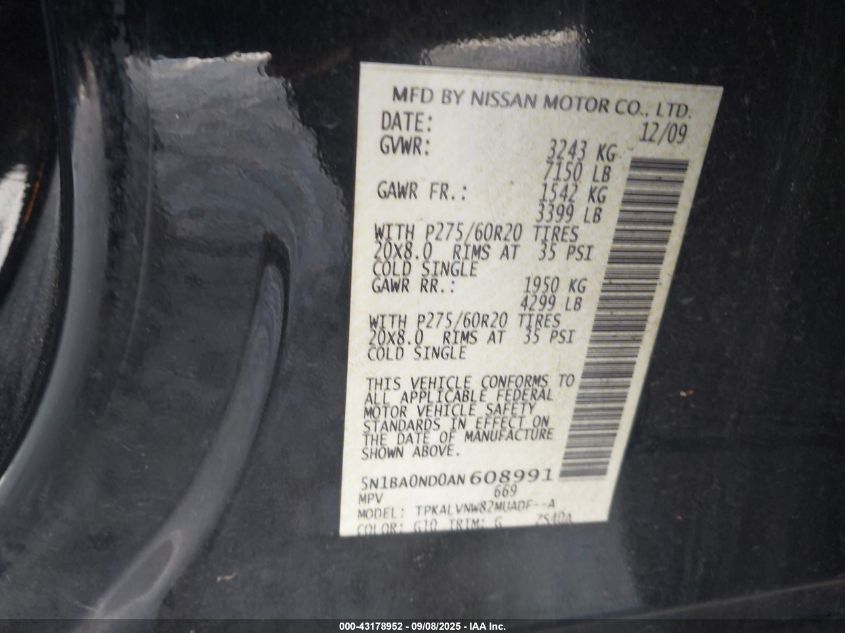 MFD BY NISSAN MOTOR CO., LTD.
DATE: 12/09
GVWR: 3243 KG
7150 LB
GAWR FR.: 1542 KG
3399 LB
WITH P275/60R20 TIRES
20X8.0 RIMS AT 35 PSI
COLD SINGLE
GAWR RR.: 1950 KG
4299 LB
WITH P275/60R20 TIRES
20X8.0 RIMS AT 35 PSI
COLD SINGLE
THIS VEHICLE CONFORMS TO
ALL APPLICABLE FEDERAL
MOTOR VEHICLE SAFETY
STANDARDS IN EFFECT ON
THE DATE OF MANUFACTURE
SHOWN ABOVE.
5N1BA0ND0AN608991
MPV 669
MODEL: TPKALVNW82MUADF--A
COLOR: G10 TRIM: G
000-43178952 - 09/08/2025 - IAA Inc.